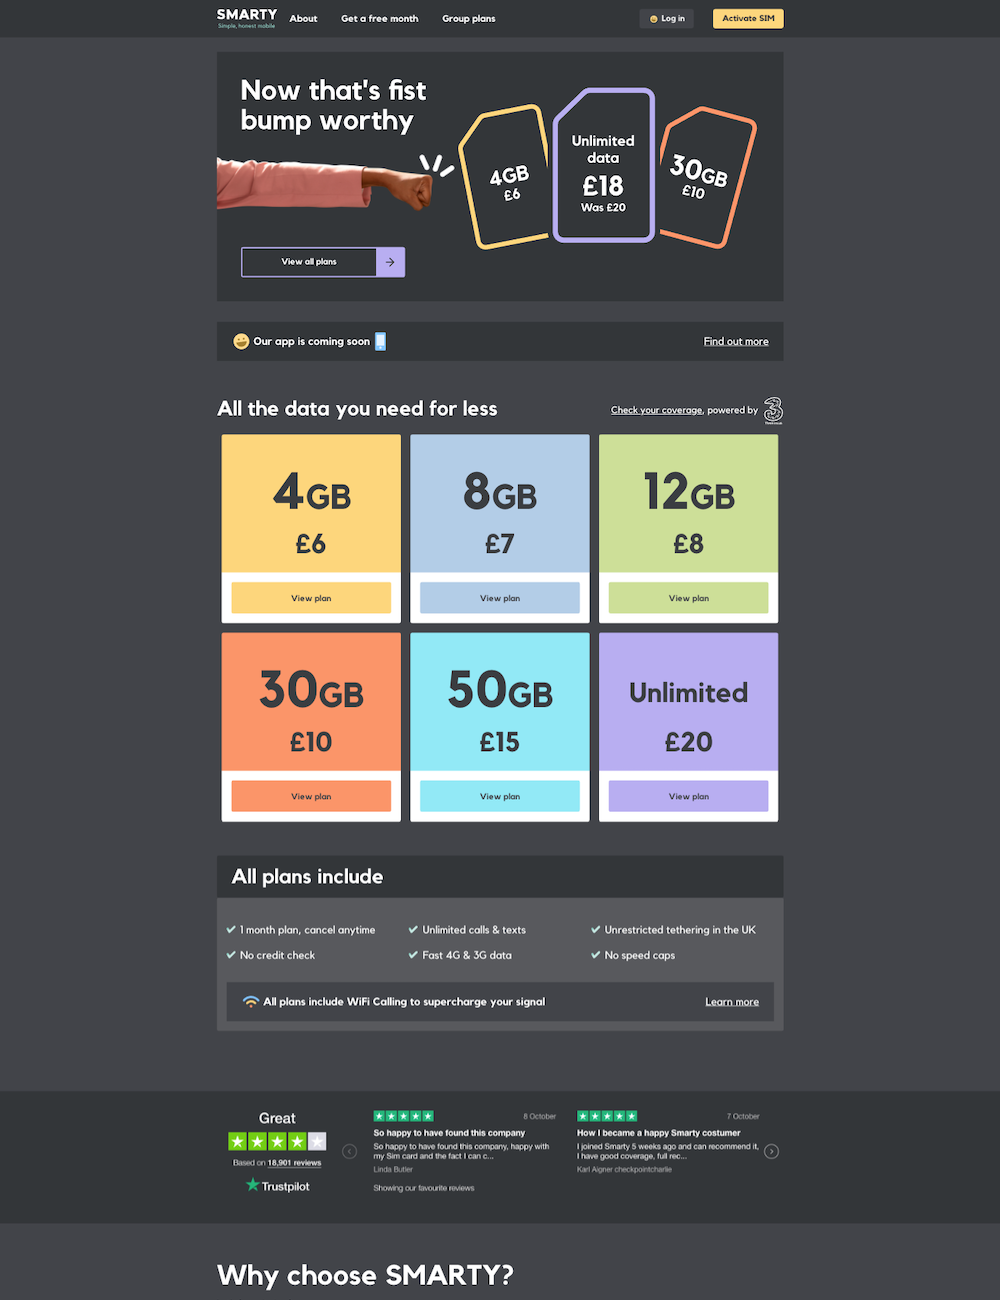 SMARTY
Simple, honest mobile
About
Get a free month
Group plans
Log in
Activate SIM
Now that's fist
bump worthy
4GB
£6
Unlimited
data
£18
Was £20
30GB
£10
View all plans
Our app is coming soon
Find out more
All the data you need for less
Check your coverage, powered by
4GB
£6
View plan
8GB
£7
View plan
12GB
£8
View plan
30GB
£10
View plan
50GB
£15
View plan
Unlimited
£20
View plan
All plans include
1 month plan, cancel anytime
Unlimited calls & texts
Unrestricted tethering in the UK
No credit check
Fast 4G & 3G data
No speed caps
All plans include WiFi Calling to supercharge your signal
Learn more
Great
Based on 18,901 reviews
Trustpilot
8 October
So happy to have found this company
So happy to have found this company, happy with
my Sim card and the fact I can c...
Linda Butler
Showing our favourite reviews
7 October
How I became a happy Smarty costumer
I joined Smarty 5 weeks ago and can recommend it,
I have good coverage, full rec...
Karl Aigner checkpointcharlie
Why choose SMARTY?